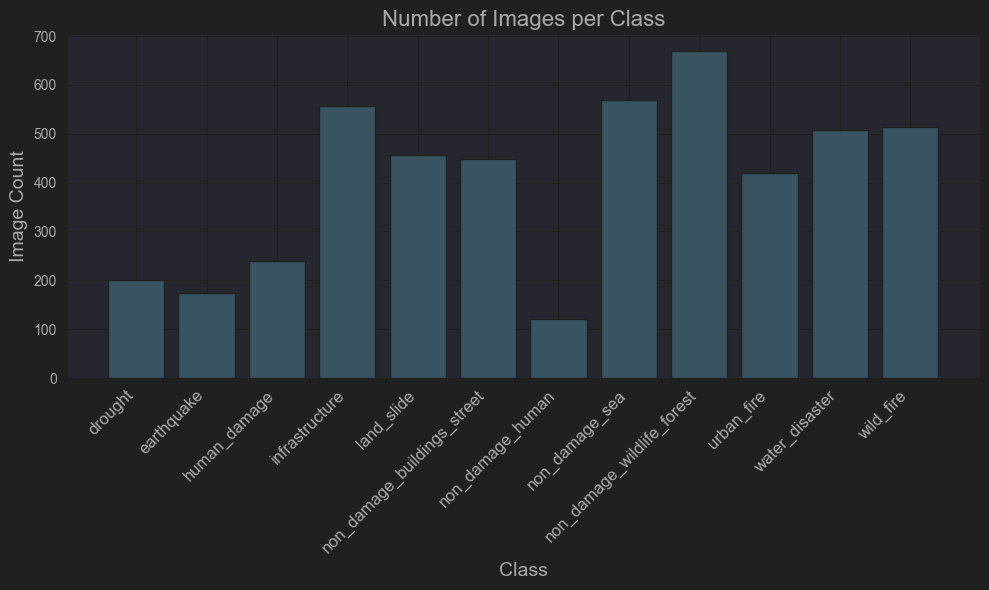 Number of Images per Class
Image Count
700
600
500
400
300
200
100
0
drought
earthquake
human_damage
infrastructure
land_slide
non_damage_buildings_street
non_damage_human
non_damage_sea
non_damage_wildlife_forest
urban_fire
water_disaster
wild_fire
Class